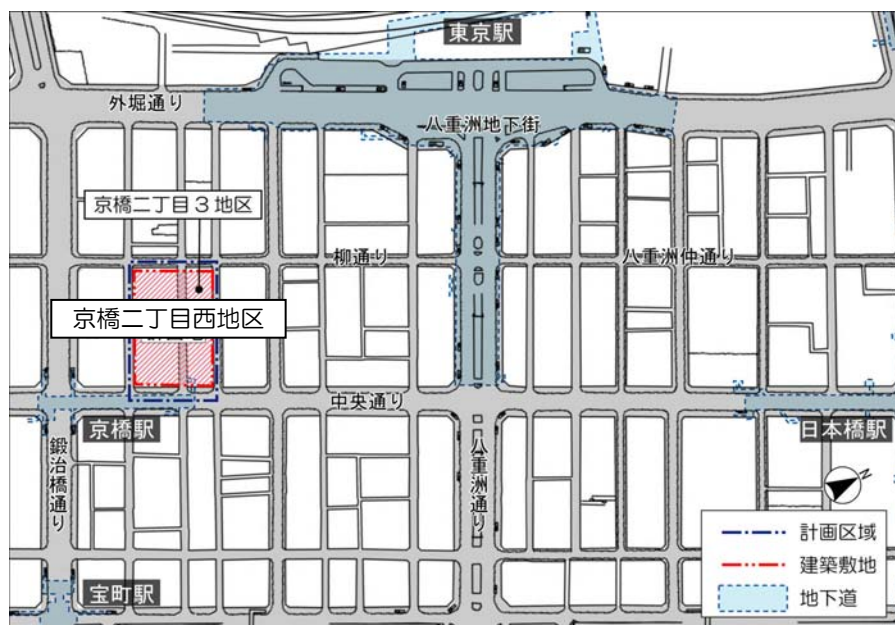 東京駅
外堀通り
八重洲地下街
京橋二丁目3地区
柳通り
八重洲仲通り
京橋二丁目西地区
中央通り
京橋駅
日本橋駅
鍛治橋通り
八重洲通り
N
計画区域
建築敷地
地下道
宝町駅